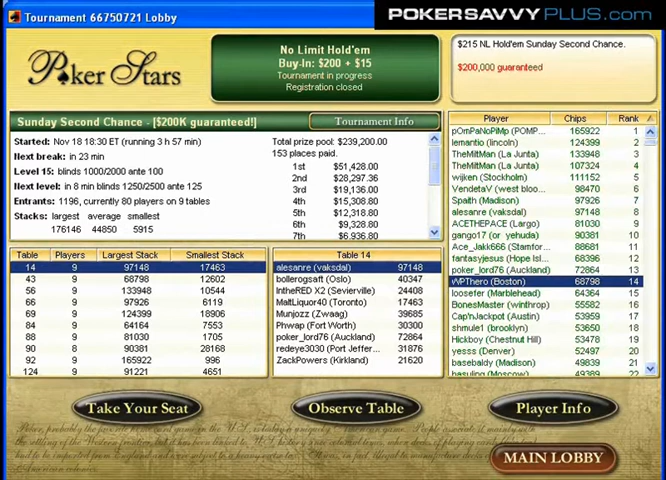 Tournament 66750721 Lobby
POKERSAVVYPLUS.com
Poker Stars
No Limit Hold'em
Buy-In: $200 + $15
Tournament in progress
Registration closed
$215 NL Hold'em Sunday Second Chance.
$200,000 guaranteed
Sunday Second Chance - [$200K guaranteed!]
Tournament Info
Started: Nov 18 18:30 ET (running 3 h 57 min)
Next break: in 23 min
Level 15: blinds 1000/2000 ante 100
Next level: in 8 min blinds 1250/2500 ante 125
Entrants: 1196, currently 80 players on 9 tables
Stacks: largest average smallest
176146 44850 5915
Total prize pool: $239,200.00
153 places paid.
1st $51,428.00
2nd $28,297.36
3rd $19,136.00
4th $15,308.80
5th $12,318.80
6th $9,328.80
7th $6,936.80
Player Chips Rank
pOmPaNoPiMp (POMP... 165922 1
lemantio (lincoln) 124399 2
TheMitMan (La Junta) 133948 3
TheMitMan (La Junta) 107324 4
wijken (Stockholm) 111152 5
VendetaV (west bloo... 98470 6
Spaith (Madison) 97926 7
alesanre (vaksdal) 97148 8
ACETHEPACE (Largo) 81030 9
gango17 (or yehuda) 90381 10
Ace_Jakk666 (Stamfor... 88681 11
fantasyjesus (Hope Isl... 68396 12
poker_lord76 (Auckland) 72864 13
WPThero (Boston) 68798 14
loosefer (Marblehead) 64364 15
BonesMaster (winthrop) 55582 16
Cap'nJackpot (Austin) 53959 17
shmule1 (brooklyn) 53650 18
Hickboy (Chestnut Hill) 53478 19
yesss (Denver) 52497 20
basebaldy (Madison) 51388 21
basuling (Moscow) 49389 22
Table Players Largest Stack Smallest Stack
14 9 97148 17463
43 9 68798 12602
56 9 133948 10544
66 9 97926 6119
69 9 124399 18906
84 9 64164 7553
88 9 81030 1705
90 8 90381 28168
92 9 165922 996
124 9 91221 4651
Table 14
alesanre (vaksdal) 97148
bollerogsaft (Oslo) 40347
IntheRED X2 (Sevierville) 24408
MaltLiquor40 (Toronto) 17463
Munjozz (Zwaag) 39685
Phwap (Fort Worth) 30300
poker_lord76 (Auckland) 72864
redeye3030 (Port Jeffer... 31876
ZackPowers (Kirkland) 21620
Take Your Seat
Observe Table
Player Info
MAIN LOBBY